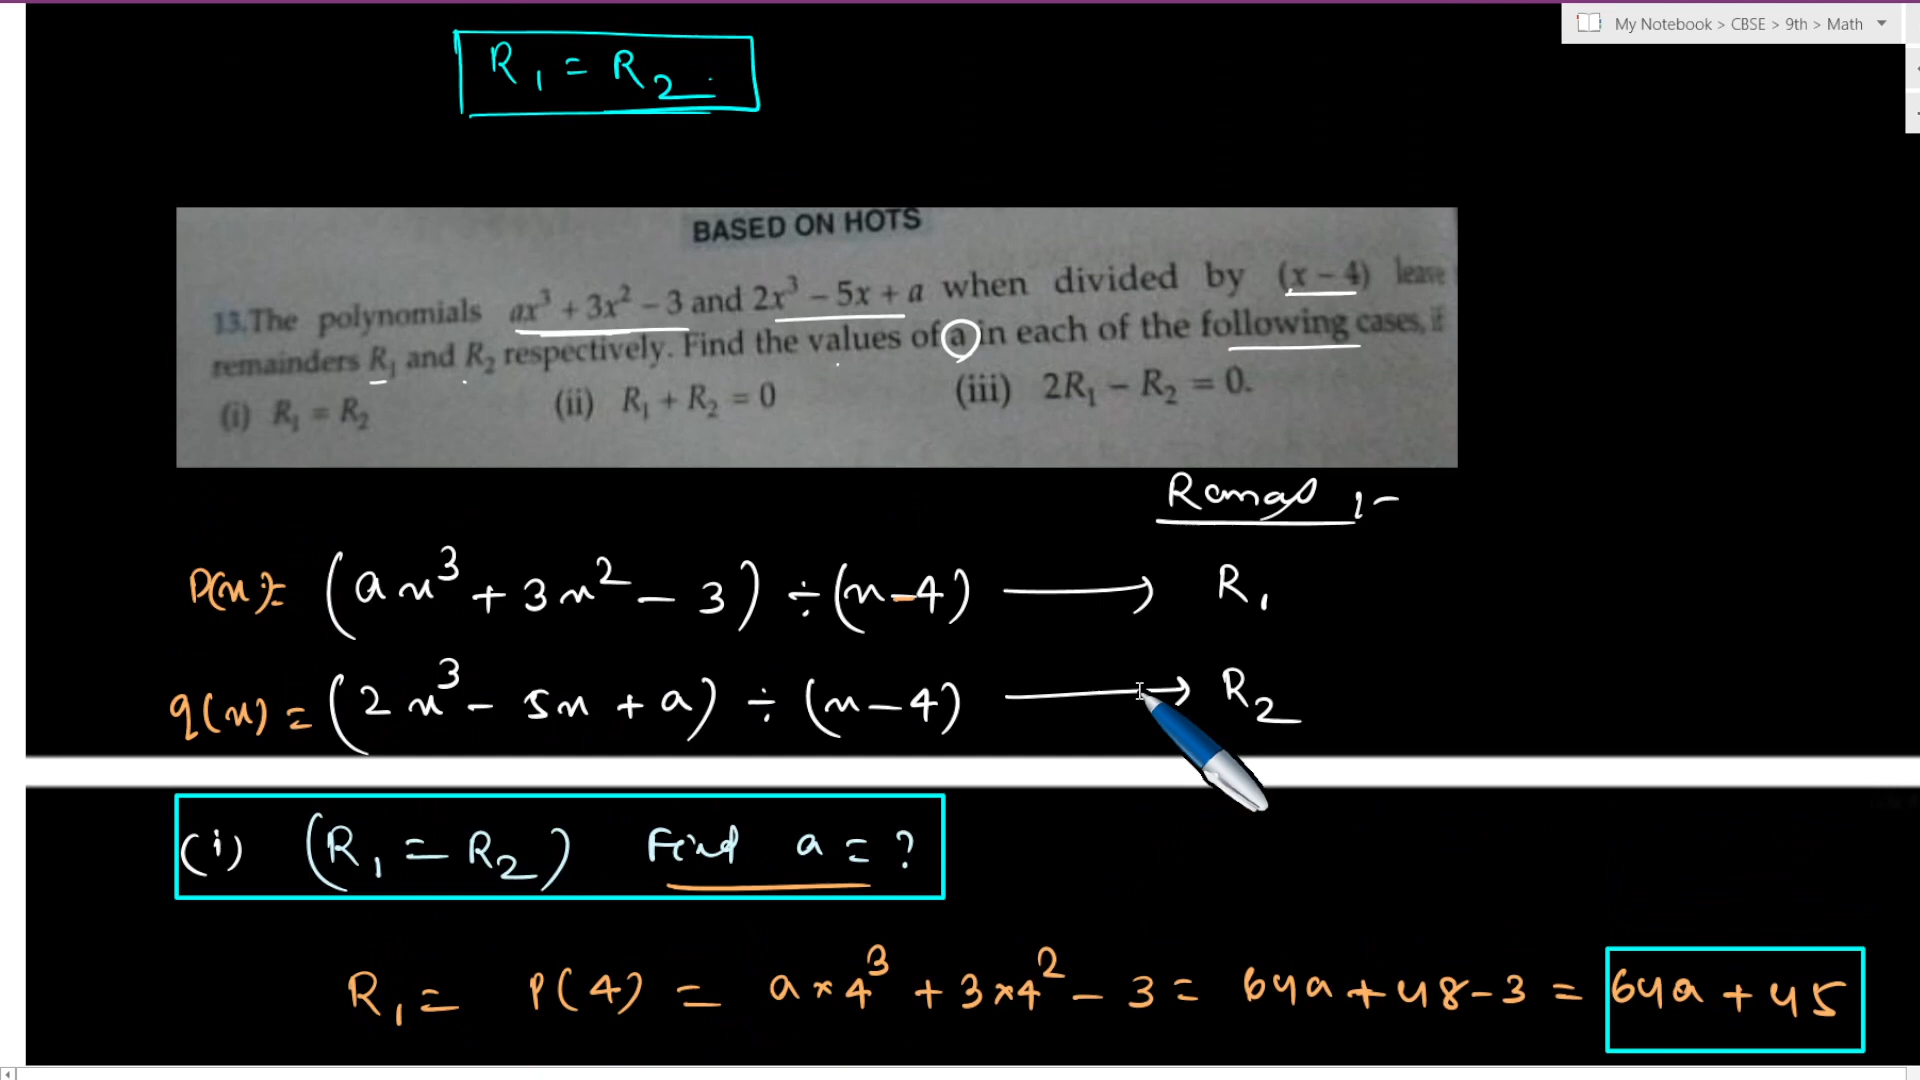 My Notebook > CBSE > 9th > Math
R₁ = R₂.
BASED ON HOTS
13.The polynomials ax³ + 3x² – 3 and 2x³ – 5x + a when divided by (x – 4) leave
remainders R₁ and R₂ respectively. Find the values of a in each of the following cases, if
(i) R₁ = R₂ (ii) R₁ + R₂ = 0 (iii) 2R₁ – R₂ = 0.
:-
P(x)= (ax³ + 3x² – 3) ÷ (x–4) ⟶ R₁
q(x) = (2x³ – 5x + a) ÷ (x–4) ⟶ R₂
(i) (R₁ = R₂) Find a = ?
R₁ = P(4) = a×4³ + 3×4² – 3 = 64a + 48 – 3 = 64a + 45